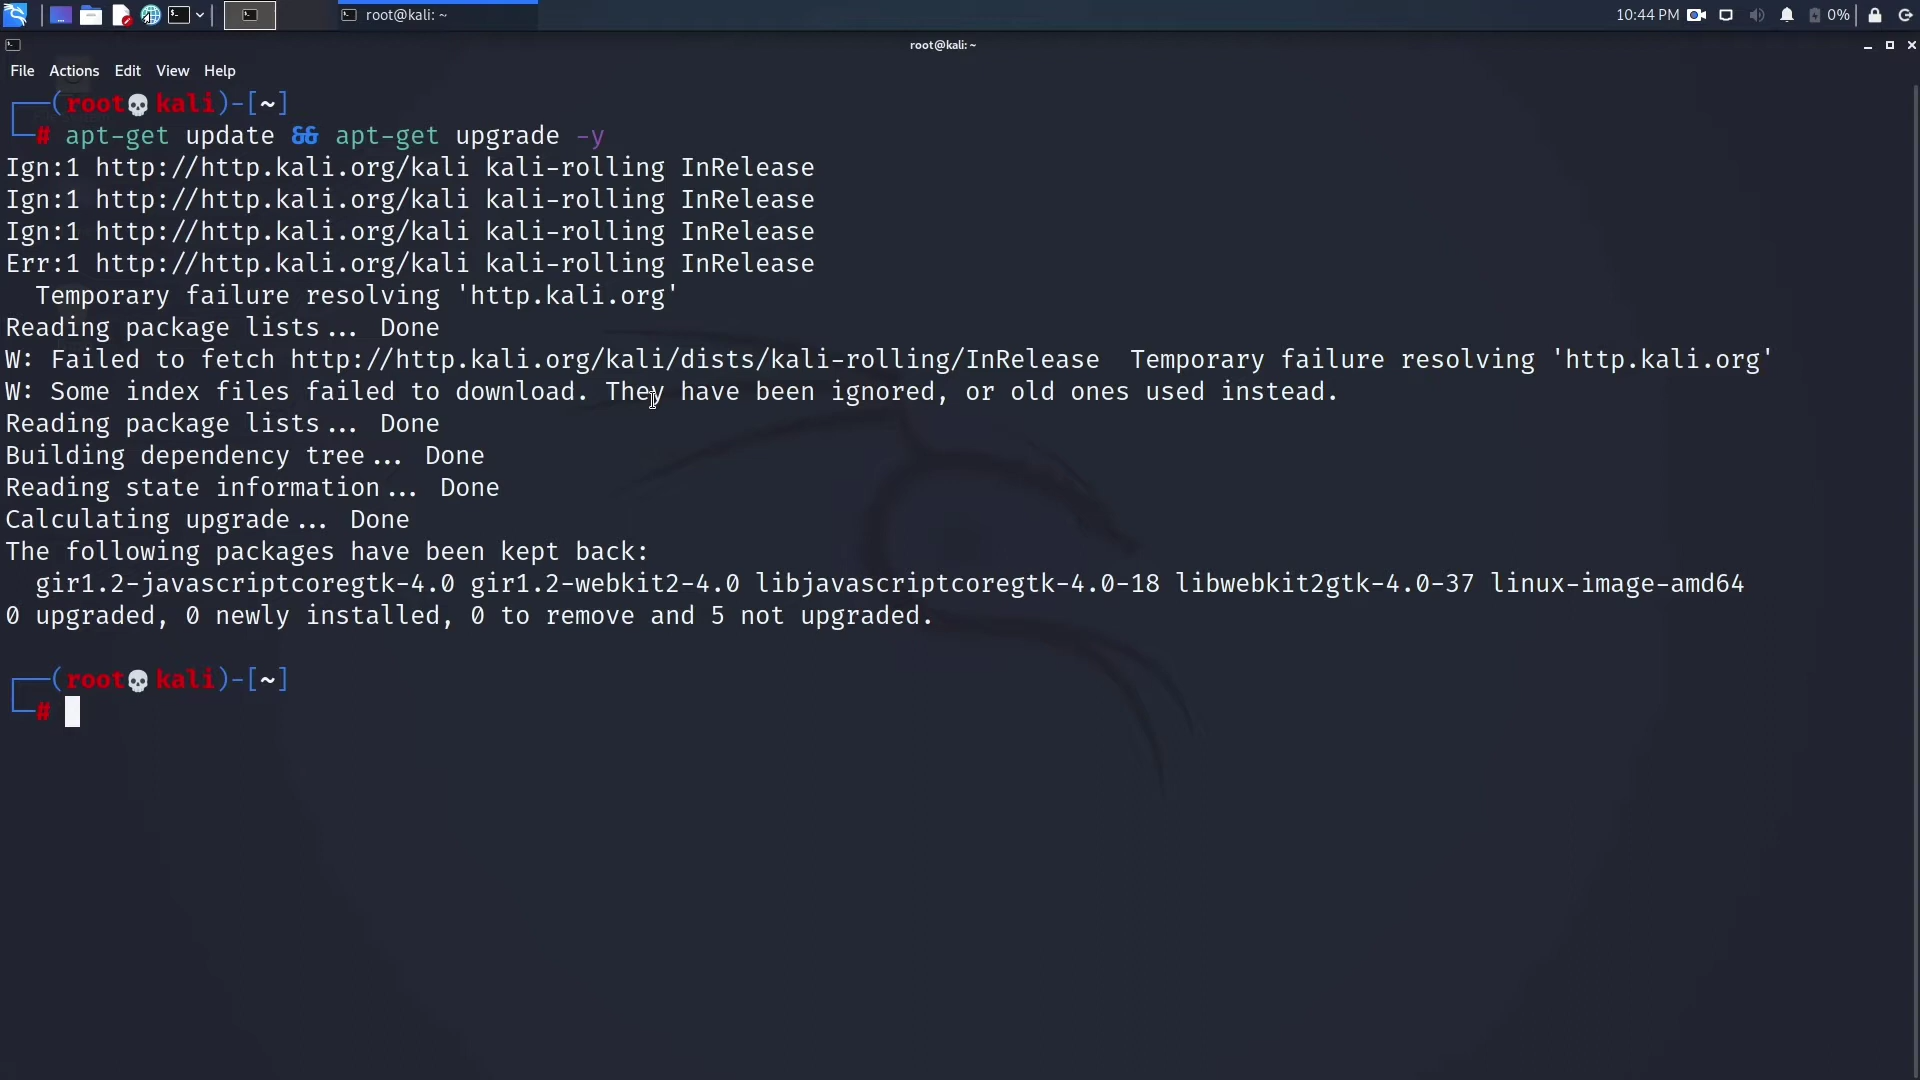 root@kali: ~
10:44 PM
0%
root@kali: ~
File Actions Edit View Help
┌──(root💀kali)-[~]
└─# apt-get update && apt-get upgrade -y
Ign:1 http://http.kali.org/kali kali-rolling InRelease
Ign:1 http://http.kali.org/kali kali-rolling InRelease
Ign:1 http://http.kali.org/kali kali-rolling InRelease
Err:1 http://http.kali.org/kali kali-rolling InRelease
  Temporary failure resolving 'http.kali.org'
Reading package lists... Done
W: Failed to fetch http://http.kali.org/kali/dists/kali-rolling/InRelease  Temporary failure resolving 'http.kali.org'
W: Some index files failed to download. They have been ignored, or old ones used instead.
Reading package lists... Done
Building dependency tree... Done
Reading state information... Done
Calculating upgrade... Done
The following packages have been kept back:
  gir1.2-javascriptcoregtk-4.0 gir1.2-webkit2-4.0 libjavascriptcoregtk-4.0-18 libwebkit2gtk-4.0-37 linux-image-amd64
0 upgraded, 0 newly installed, 0 to remove and 5 not upgraded.
┌──(root💀kali)-[~]
└─#